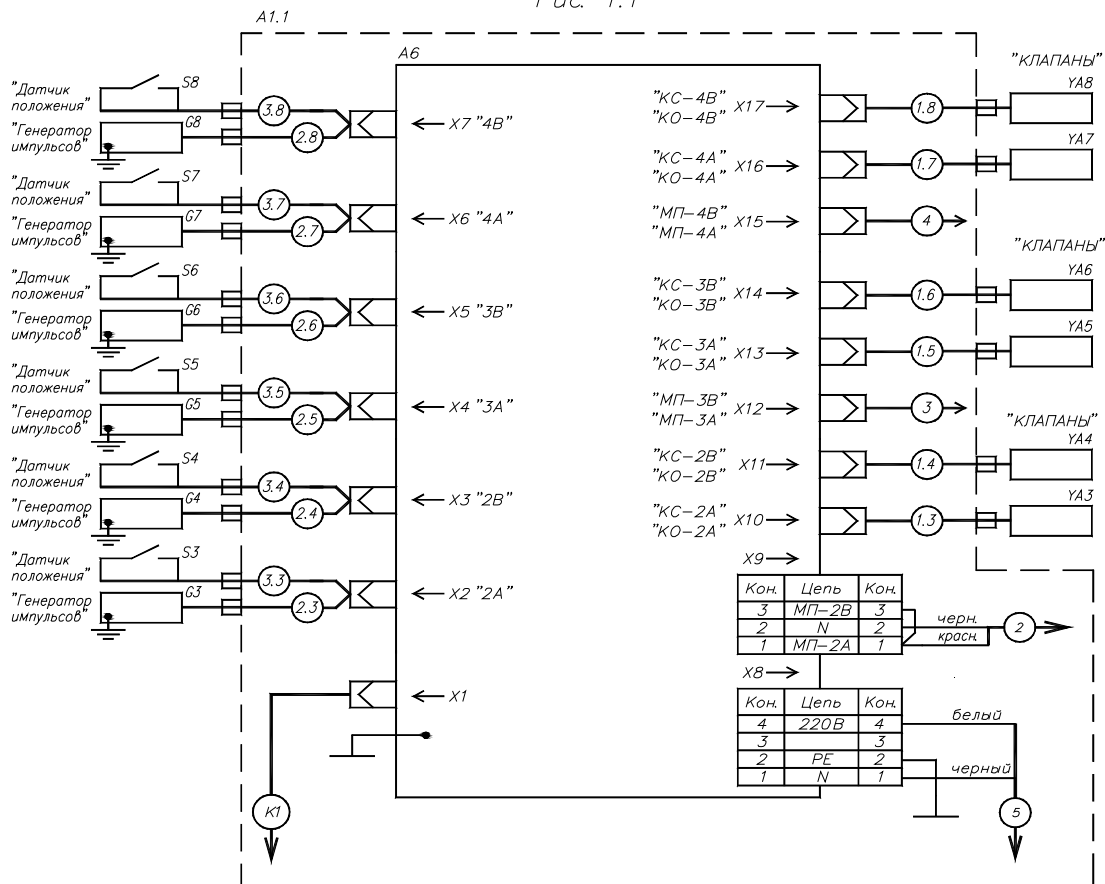 Рис. 1.1
А1.1
А6
"КЛАПАНЫ"
"Датчик
положения"
S8
3.8
"Генератор
импульсов"
G8
2.8
X7 "4В"
"КС-4В"
"КО-4В"
X17
1.8
YA8
"Датчик
положения"
S7
3.7
"Генератор
импульсов"
G7
2.7
X6 "4А"
"КС-4А"
"КО-4А"
X16
1.7
YA7
"МП-4В"
"МП-4А"
X15
4
"КЛАПАНЫ"
"Датчик
положения"
S6
3.6
"Генератор
импульсов"
G6
2.6
X5 "3В"
"КС-3В"
"КО-3В"
X14
1.6
YA6
"КС-3А"
"КО-3А"
X13
1.5
YA5
"Датчик
положения"
S5
3.5
"Генератор
импульсов"
G5
2.5
X4 "3А"
"МП-3В"
"МП-3А"
X12
3
"КЛАПАНЫ"
"Датчик
положения"
S4
3.4
"Генератор
импульсов"
G4
2.4
X3 "2В"
"КС-2В"
"КО-2В"
X11
1.4
YA4
"КС-2А"
"КО-2А"
X10
1.3
YA3
"Датчик
положения"
S3
3.3
"Генератор
импульсов"
G3
2.3
X2 "2А"
X9
Кон. Цепь Кон.
3 МП-2В 3
2 N 2
1 МП-2А 1
черн.
красн.
2
X1
X8
Кон. Цепь Кон.
4 220В 4
3 3
2 РЕ 2
1 N 1
белый
черный
К1
5